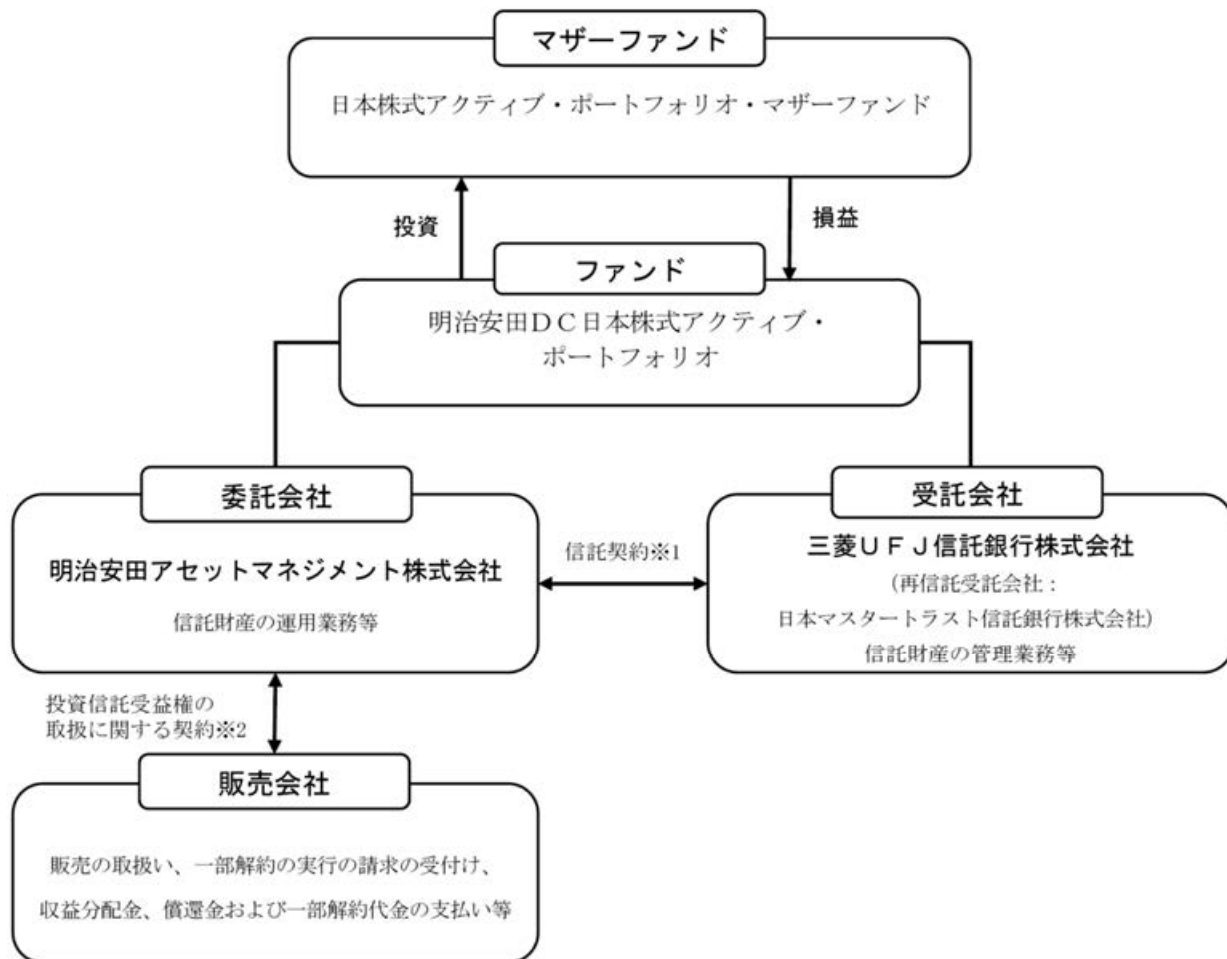 マザーファンド
日本株式アクティブ・ポートフォリオ・マザーファンド
投資
損益
ファンド
明治安田DC日本株式アクティブ・
ポートフォリオ
委託会社
明治安田アセットマネジメント株式会社
信託財産の運用業務等
信託契約※1
受託会社
三菱UFJ信託銀行株式会社
(再信託受託会社:
日本マスタートラスト信託銀行株式会社)
信託財産の管理業務等
投資信託受益権の
取扱に関する契約※2
販売会社
販売の取扱い、一部解約の実行の請求の受付け、
収益分配金、償還金および一部解約代金の支払い等